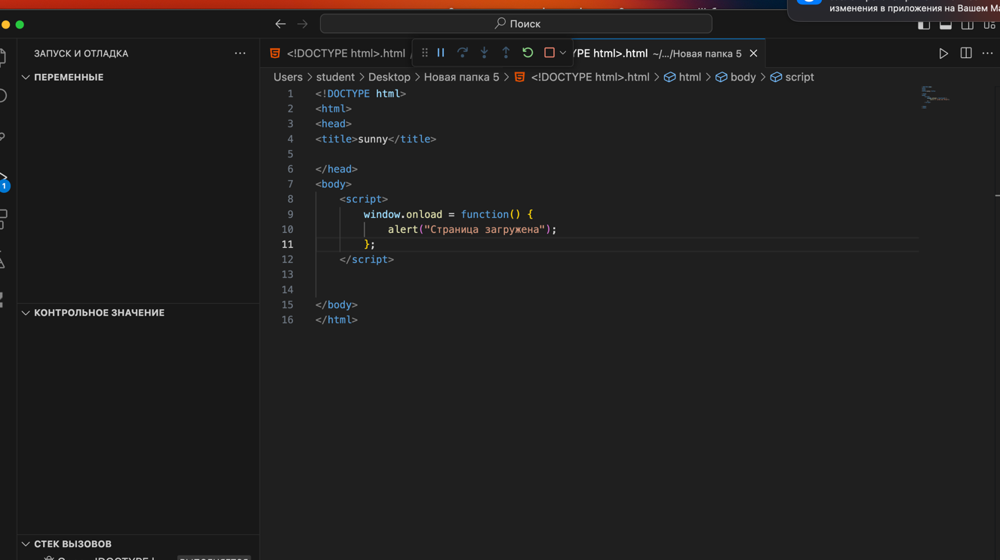 изменения в приложения на Вашем
Поиск
ЗАПУСК И ОТЛАДКА
<!DOCTYPE html>.html
html>.html ~/.../Новая папка 5
ПЕРЕМЕННЫЕ
Users > student > Desktop > Новая папка 5 > <!DOCTYPE html>.html > html > body > script
1 <!DOCTYPE html>
2 <html>
3 <head>
4 <title>sunny</title>
5
6 </head>
7 <body>
8 <script>
9 window.onload = function() {
10 alert("Страница загружена");
11 };
12 </script>
13
14
15 </body>
16 </html>
1
КОНТРОЛЬНОЕ ЗНАЧЕНИЕ
СТЕК ВЫЗОВОВ